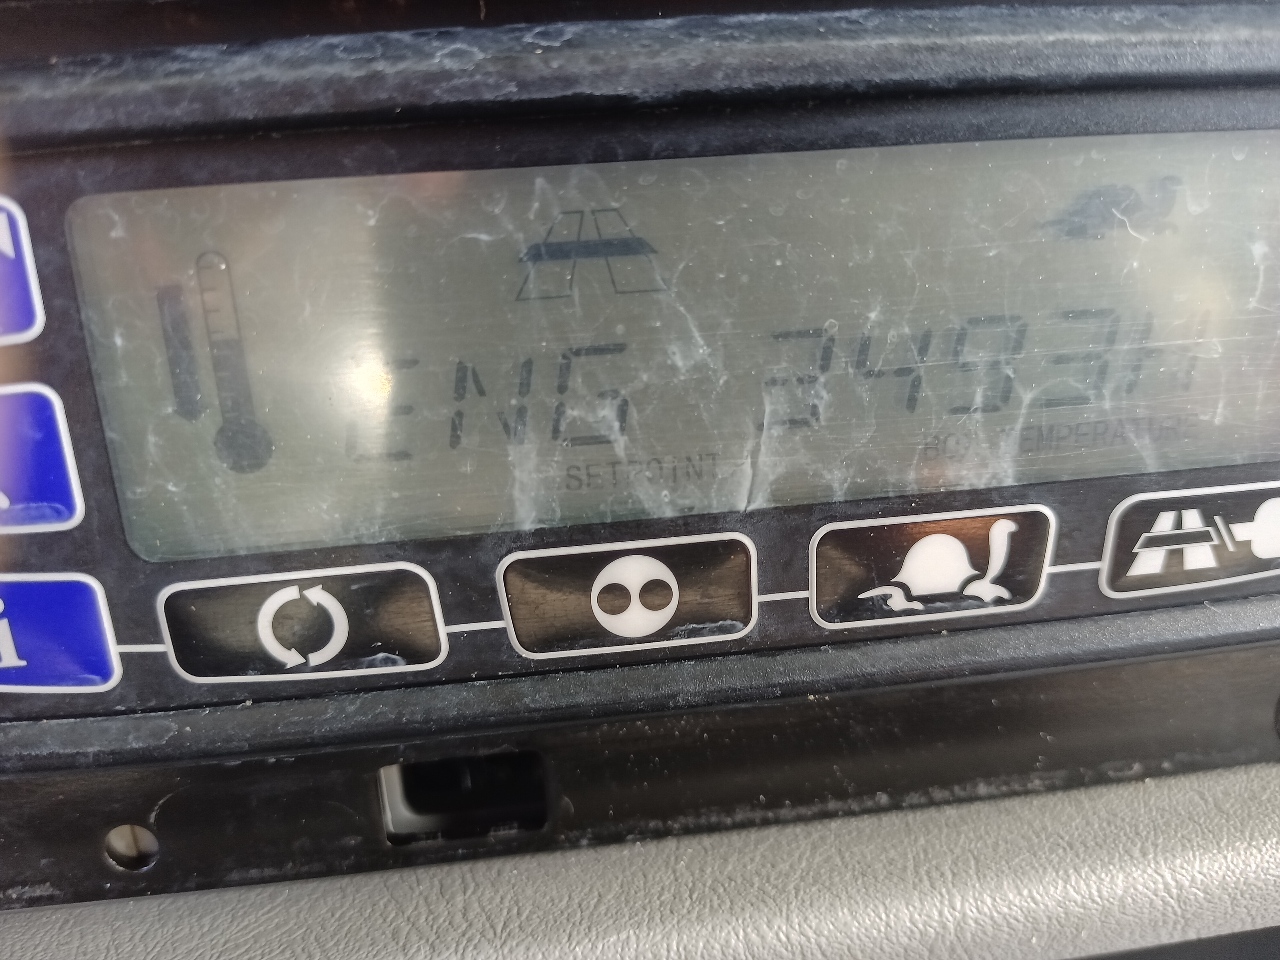 ENG 2493H
SETPOINT BOX TEMPERATURE
i